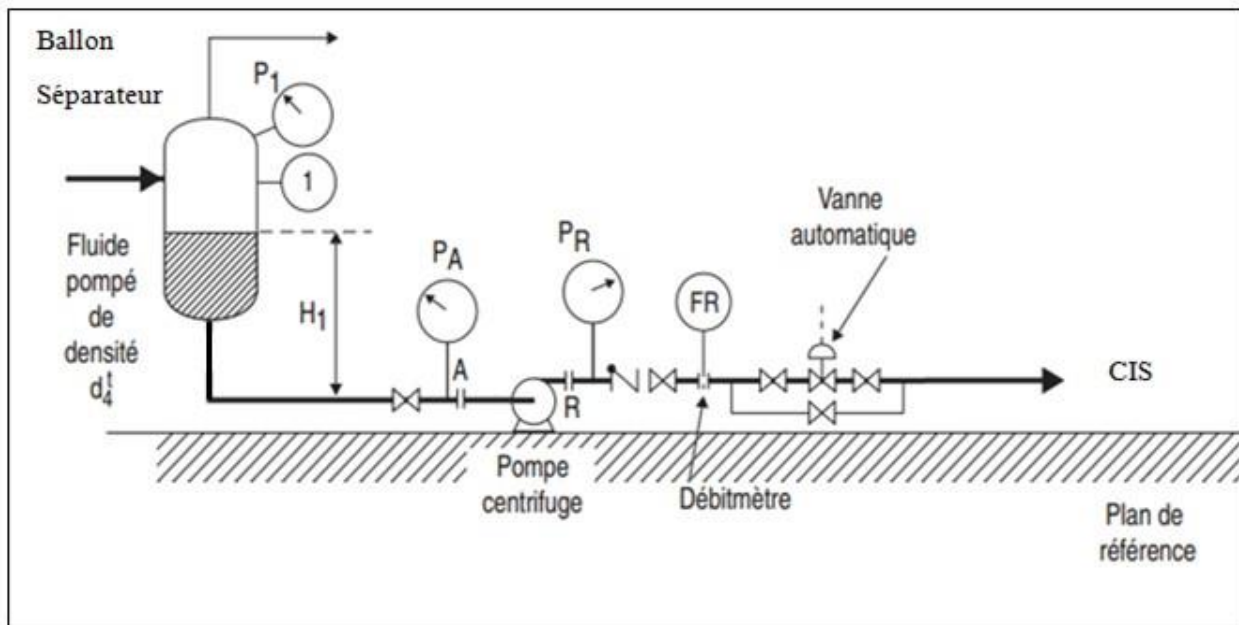 Ballon
Séparateur
P1
1
Fluide
pompé
de
densité
d4t
H1
PA
A
PR
R
FR
Vanne
automatique
CIS
Pompe
centrifuge
Débitmètre
Plan de
référence